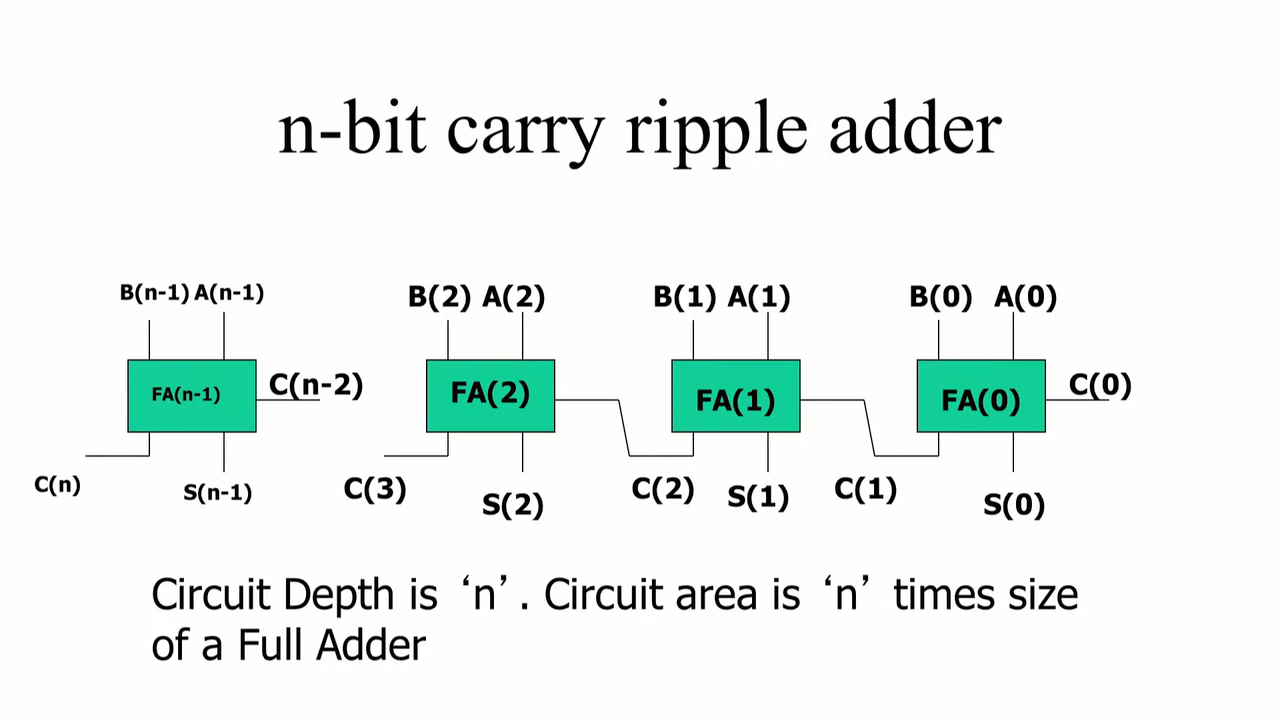 n-bit carry ripple adder
B(n-1) A(n-1) B(2) A(2) B(1) A(1) B(0) A(0)
FA(n-1) C(n-2) FA(2) FA(1) FA(0) C(0)
C(n) S(n-1) C(3) S(2) C(2) S(1) C(1) S(0)
Circuit Depth is ‘n’. Circuit area is ‘n’ times size
of a Full Adder